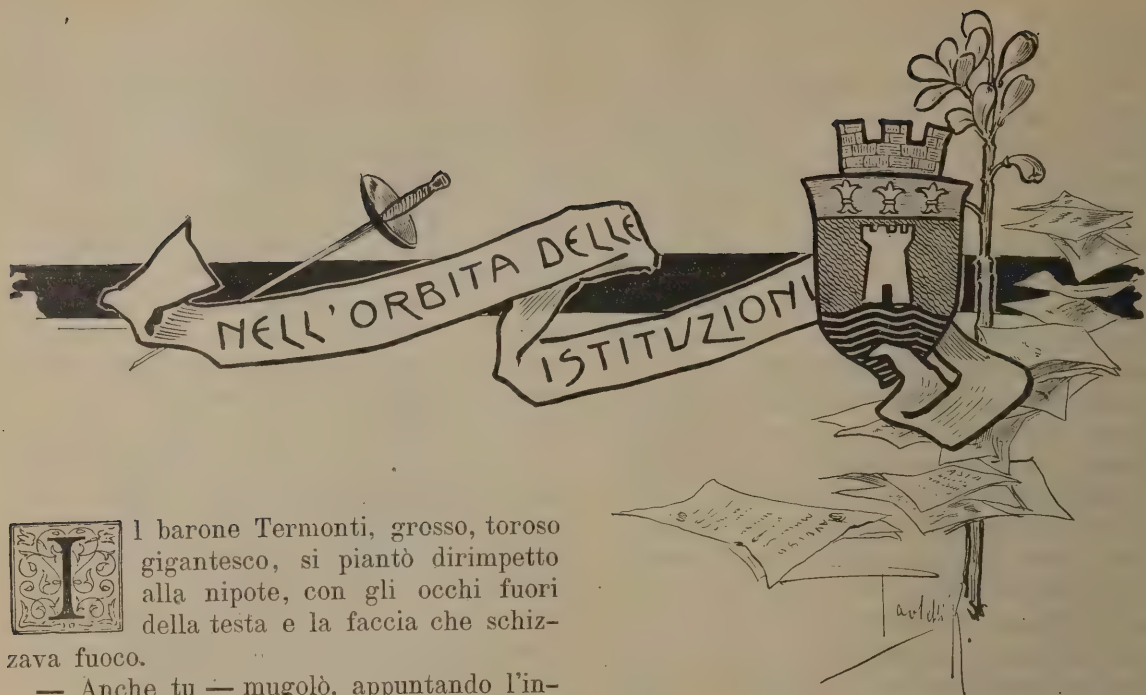 NELL'ORBITA DELLE
ISTITUZIONI
Il barone Termonti, grosso, toroso
gigantesco, si piantò dirimpetto
alla nipote, con gli occhi fuori
della testa e la faccia che schiz-
zava fuoco.
— Anche tu — mugolò, appuntando l'in-